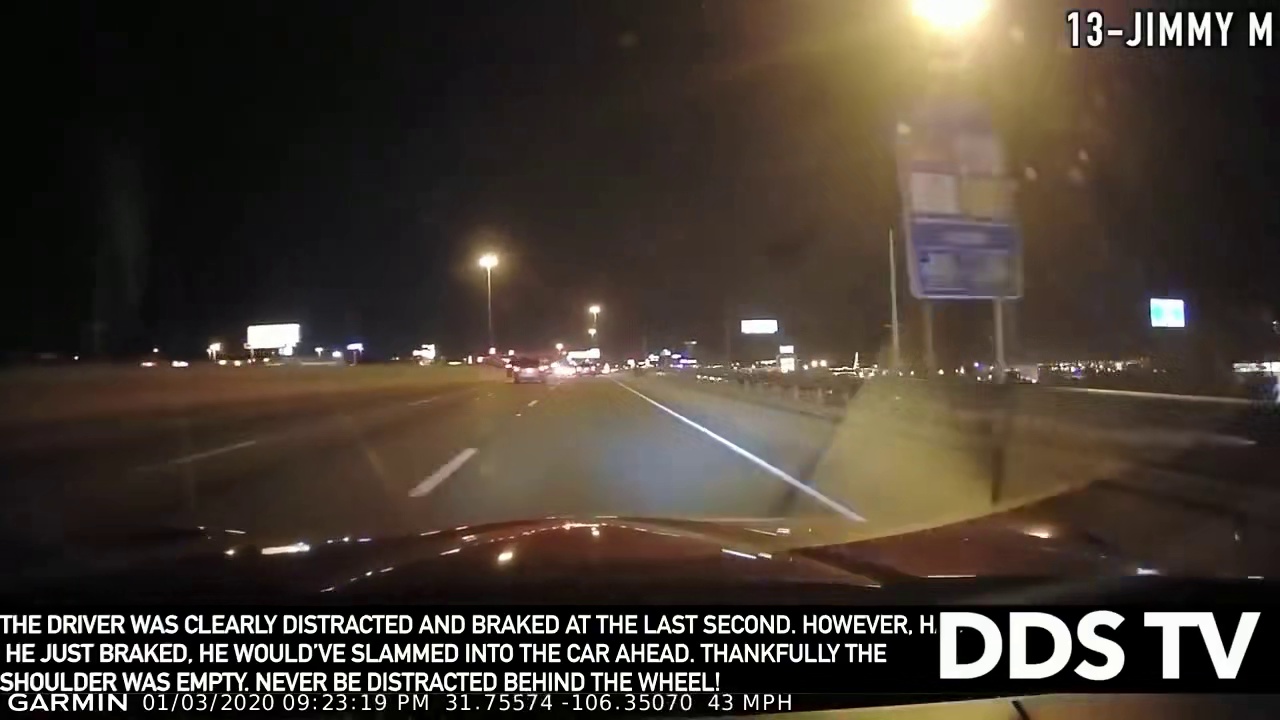 13-JIMMY M
THE DRIVER WAS CLEARLY DISTRACTED AND BRAKED AT THE LAST SECOND. HOWEVER, H
HE JUST BRAKED, HE WOULD'VE SLAMMED INTO THE CAR AHEAD. THANKFULLY THE
SHOULDER WAS EMPTY. NEVER BE DISTRACTED BEHIND THE WHEEL!
DDS TV
GARMIN 01/03/2020 09:23:19 PM 31.75574 -106.35070 43 MPH